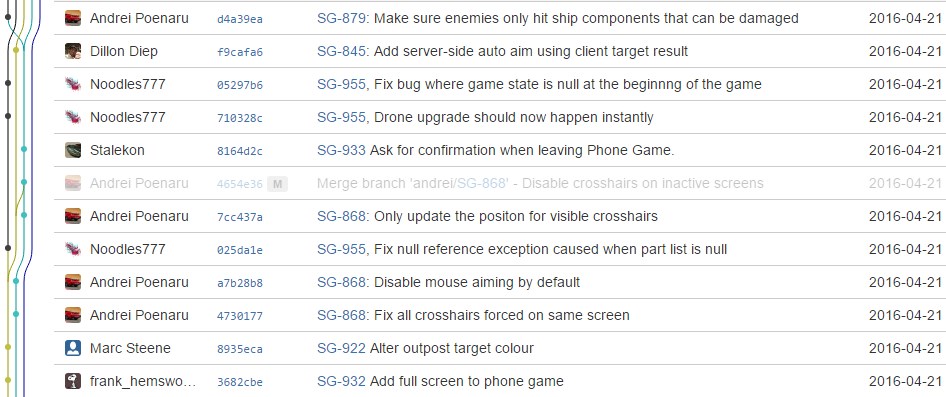 Andrei Poenaru d4a39ea SG-879: Make sure enemies only hit ship components that can be damaged 2016-04-21
Dillon Diep f9cafa6 SG-845: Add server-side auto aim using client target result 2016-04-21
Noodles777 05297b6 SG-955, Fix bug where game state is null at the beginnng of the game 2016-04-21
Noodles777 710328c SG-955, Drone upgrade should now happen instantly 2016-04-21
Stalekon 8164d2c SG-933 Ask for confirmation when leaving Phone Game. 2016-04-21
Andrei Poenaru 4654e36 M Merge branch 'andrei/SG-868' - Disable crosshairs on inactive screens 2016-04-21
Andrei Poenaru 7cc437a SG-868: Only update the positon for visible crosshairs 2016-04-21
Noodles777 025da1e SG-955, Fix null reference exception caused when part list is null 2016-04-21
Andrei Poenaru a7b28b8 SG-868: Disable mouse aiming by default 2016-04-21
Andrei Poenaru 4730177 SG-868: Fix all crosshairs forced on same screen 2016-04-21
Marc Steene 8935eca SG-922 Alter outpost target colour 2016-04-21
frank_hemswo... 3682cbe SG-932 Add full screen to phone game 2016-04-21